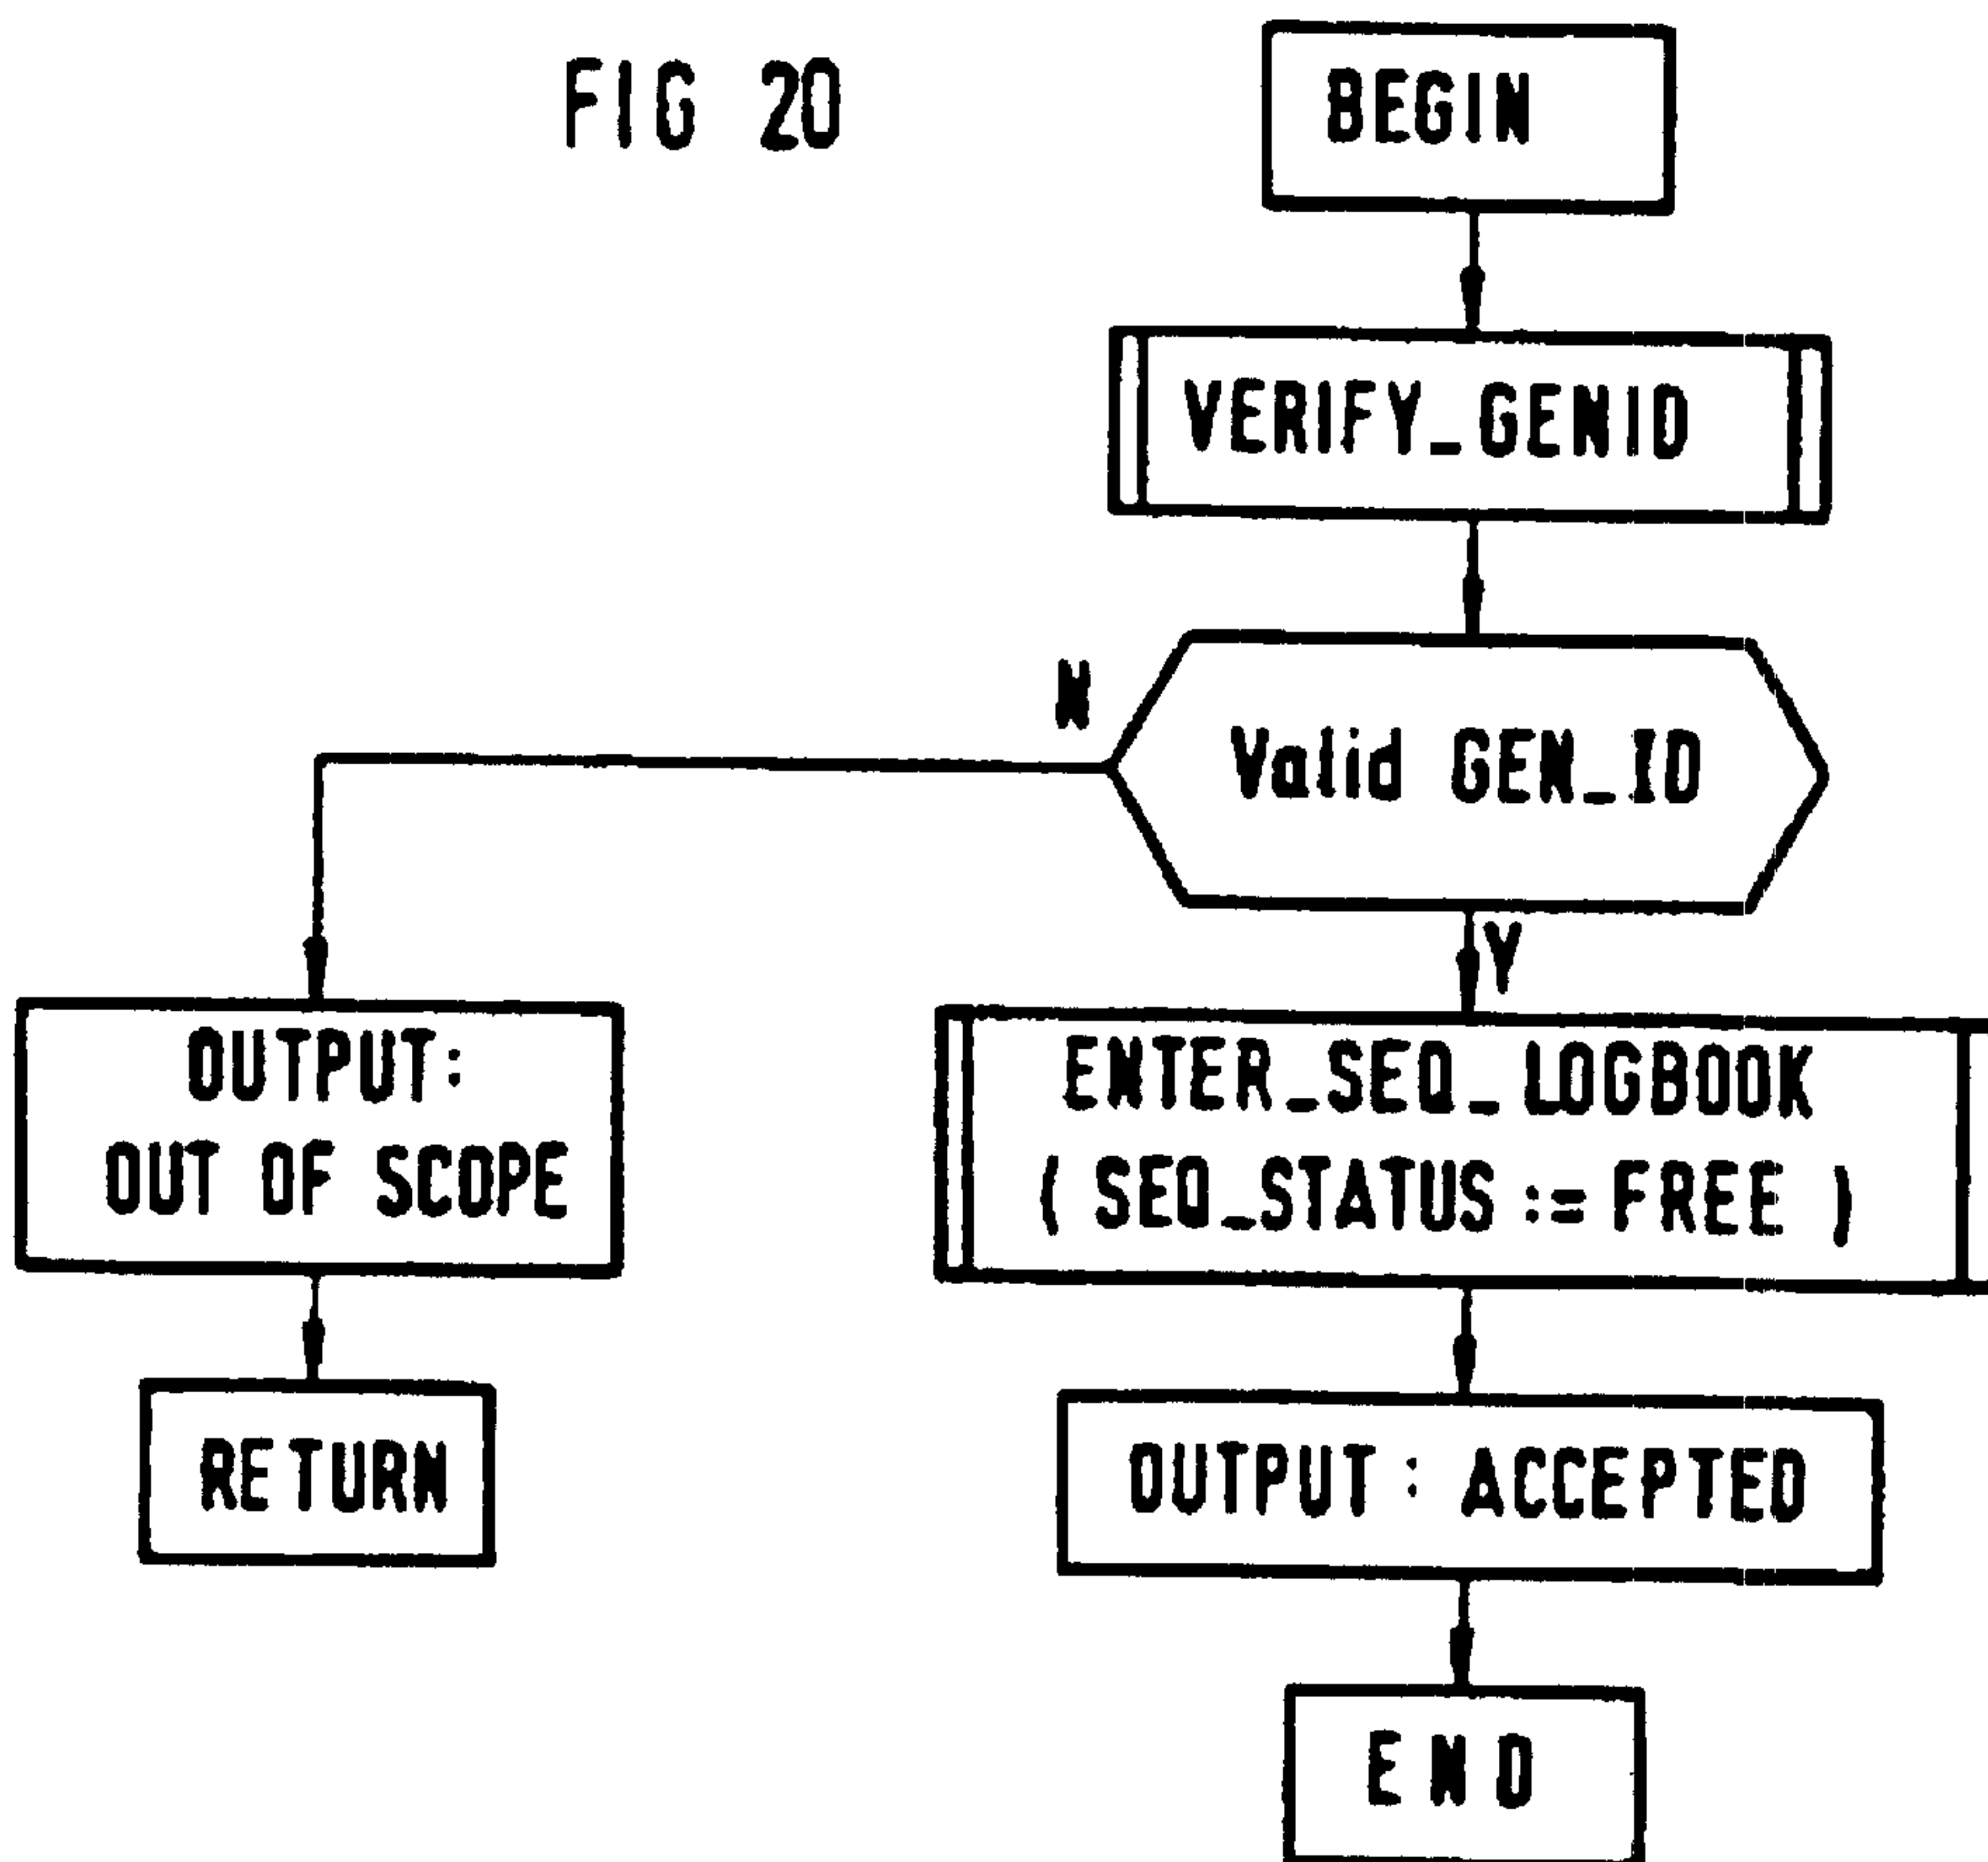 FIG 20
BEGIN
VERIFY_GENID
Valid GEN_ID
N
Y
OUTPUT:
OUT OF SCOPE
ENTER_SEQ_LOGBOOK
( SEQ_STATUS := FREE )
RETURN
OUTPUT : ACCEPTED
END